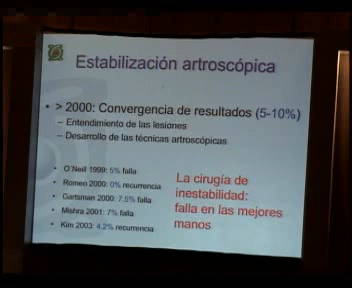 Estabilización artroscópica
• > 2000: Convergencia de resultados (5-10%)
– Entendimiento de las lesiones
– Desarrollo de las técnicas artroscópicas
• O´Neill 1999: 5% falla
• Romeo 2000: 0% recurrencia
• Gartsman 2000: 7.5% falla
• Mishra 2001: 7% falla
• Kim 2003: 4.2% recurrencia
La cirugía de
inestabilidad:
falla en las mejores
manos